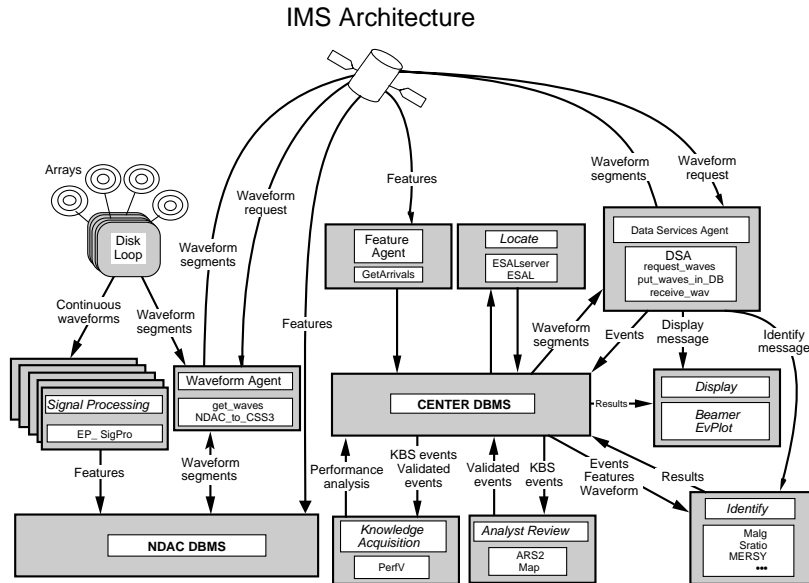 IMS Architecture
Arrays
Disk
Loop
Continuous
waveforms
Waveform
segments
Waveform
segments
Waveform
request
Features
Features
Waveform
segments
Waveform
request
Feature
Agent
GetArrivals
Locate
ESALserver
ESAL
Data Services Agent
DSA
request_waves
put_waves_in_DB
receive_wav
Waveform
segments
Events
Display
message
Identify
message
Signal Processing
EP_ SigPro
Waveform Agent
get_waves
NDAC_to_CSS3
CENTER DBMS
Results
Display
Beamer
EvPlot
Features
Waveform
segments
Performance
analysis
KBS events
Validated
events
Validated
events
KBS
events
Events
Features
Waveform
Results
NDAC DBMS
Knowledge
Acquisition
PerfV
Analyst Review
ARS2
Map
Identify
Malg
Sratio
MERSY
•••